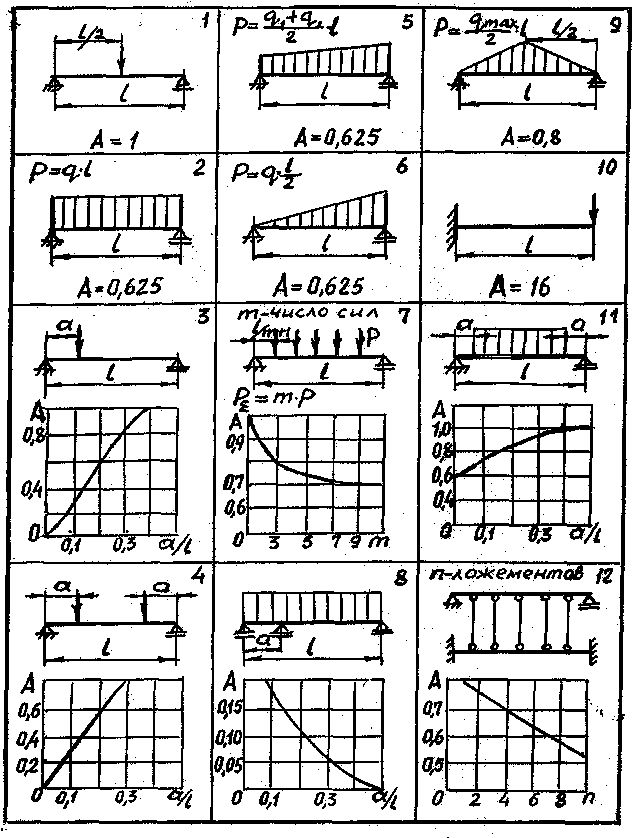 1
l/2
l
A=1
5
P=(q₁+q₂)/2·l
l
A=0,625
9
P=qmax/2·l
l/2
l
A=0,8
2
P=q·l
l
A=0,625
6
P=q·l/2
l
A=0,625
10
l
A=16
3
a
l
A
0,8
0,4
0
0,1 0,3 a/l
7
m-число сил
P
l
PΣ=m·P
A
0,9
0,7
0,6
0 3 5 7 9 m
11
a a
l
A
1,0
0,8
0,6
0,4
0 0,1 0,3 a/l
4
a a
l
A
0,6
0,4
0,2
0 0,1 0,3 a/l
8
a
l
A
0,15
0,10
0,05
0 0,1 0,3 a/l
n-ложементов 12
A
0,7
0,6
0,5
0 2 4 6 8 n